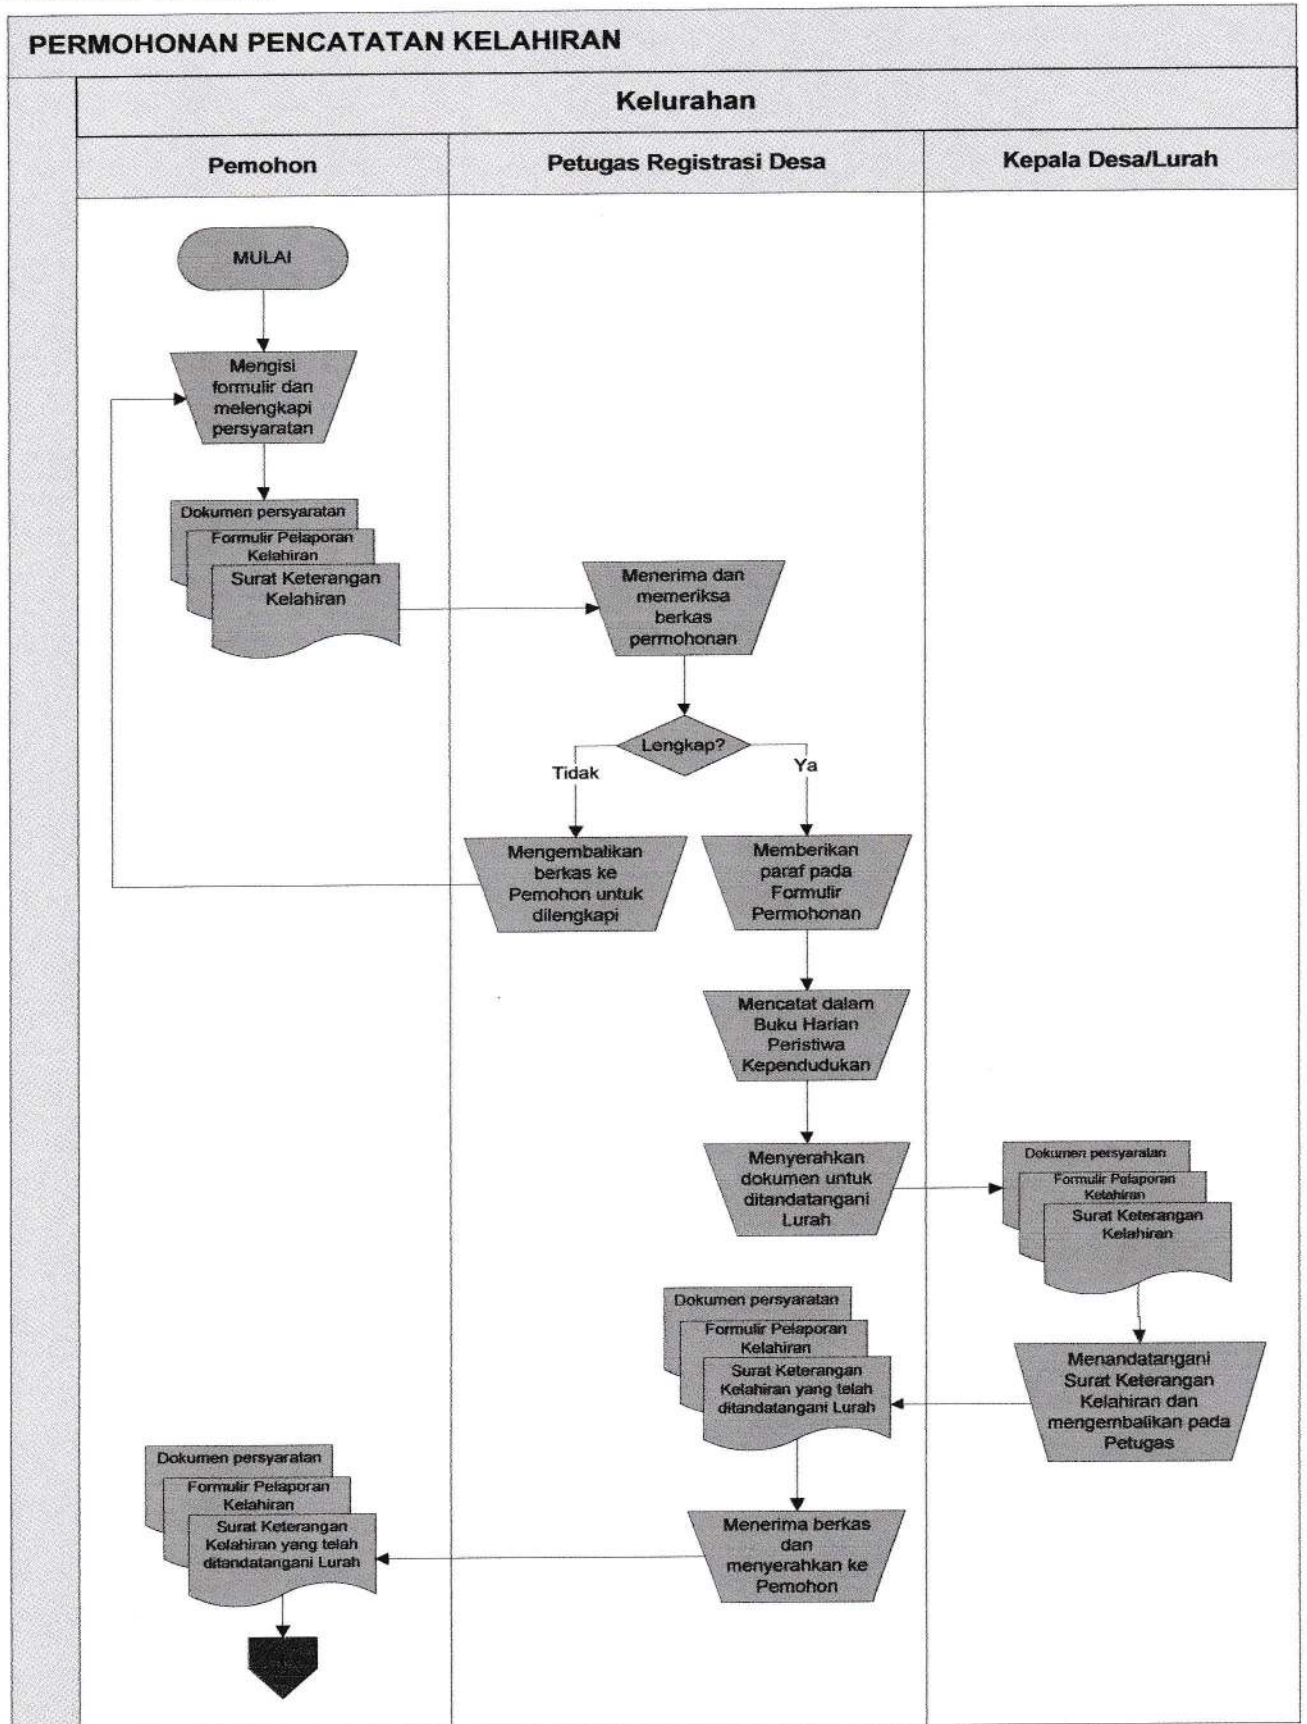 PERMOHONAN PENCATATAN KELAHIRAN
Kelurahan
Pemohon
Petugas Registrasi Desa
Kepala Desa/Lurah
MULAI
Mengisi
formulir dan
melengkapi
persyaratan
Dokumen persyaratan
Formulir Pelaporan
Kelahiran
Surat Keterangan
Kelahiran
Menerima dan
memeriksa
berkas
permohonan
Lengkap?
Tidak
Ya
Mengembalikan
berkas ke
Pemohon untuk
dilengkapi
Memberikan
paraf pada
Formulir
Permohonan
Mencatat dalam
Buku Harian
Peristiwa
Kependudukan
Menyerahkan
dokumen untuk
ditandatangani
Lurah
Dokumen persyaratan
Formulir Pelaporan
Kelahiran
Surat Keterangan
Kelahiran
Menandatangani
Surat Keterangan
Kelahiran dan
mengembalikan pada
Petugas
Dokumen persyaratan
Formulir Pelaporan
Kelahiran
Surat Keterangan
Kelahiran yang telah
ditandatangani Lurah
Menerima berkas
dan
menyerahkan ke
Pemohon
Dokumen persyaratan
Formulir Pelaporan
Kelahiran
Surat Keterangan
Kelahiran yang telah
ditandatangani Lurah